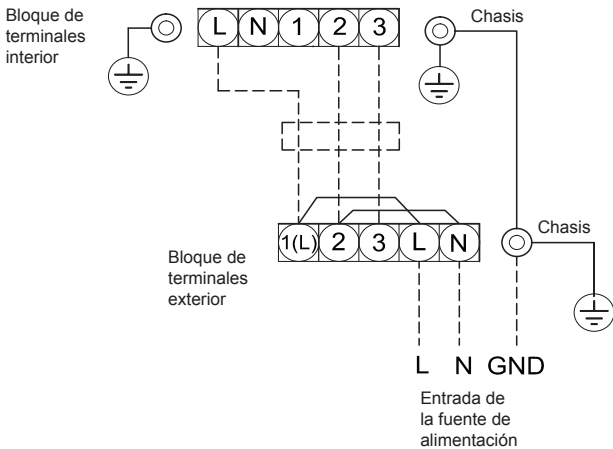 Bloque de
terminales
interior
L N 1 2 3
Chasis
1(L) 2 3 L N
Chasis
Bloque de
terminales
exterior
L N GND
Entrada de
la fuente de
alimentación